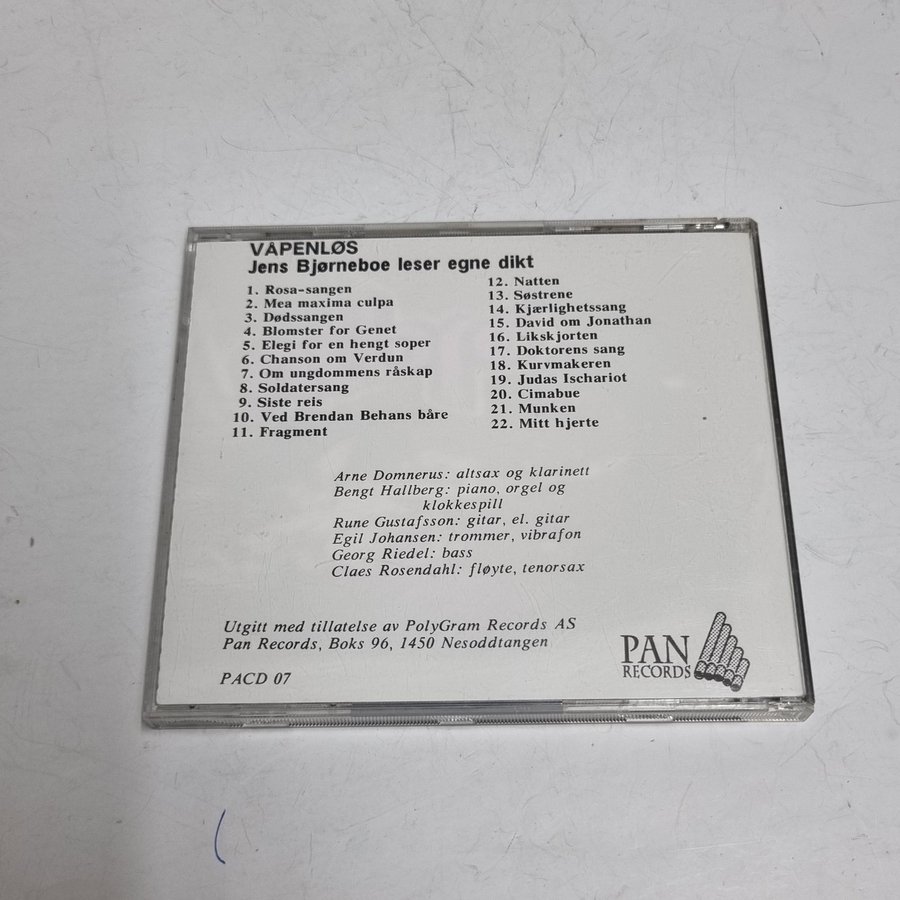 VÅPENLØS
Jens Bjørneboe leser egne dikt
1. Rosa-sangen
2. Mea maxima culpa
3. Dødssangen
4. Blomster for Genet
5. Elegi for en hengt soper
6. Chanson om Verdun
7. Om ungdommens råskap
8. Soldatersang
9. Siste reis
10. Ved Brendan Behans båre
11. Fragment
12. Natten
13. Søstrene
14. Kjærlighetssang
15. David om Jonathan
16. Likskjorten
17. Doktorens sang
18. Kurvmakeren
19. Judas Ischariot
20. Cimabue
21. Munken
22. Mitt hjerte
Arne Domnerus: altsax og klarinett
Bengt Hallberg: piano, orgel og
klokkespill
Rune Gustafsson: gitar, el. gitar
Egil Johansen: trommer, vibrafon
Georg Riedel: bass
Claes Rosendahl: fløyte, tenorsax
Utgitt med tillatelse av PolyGram Records AS
Pan Records, Boks 96, 1450 Nesoddtangen
PACD 07
PAN
RECORDS